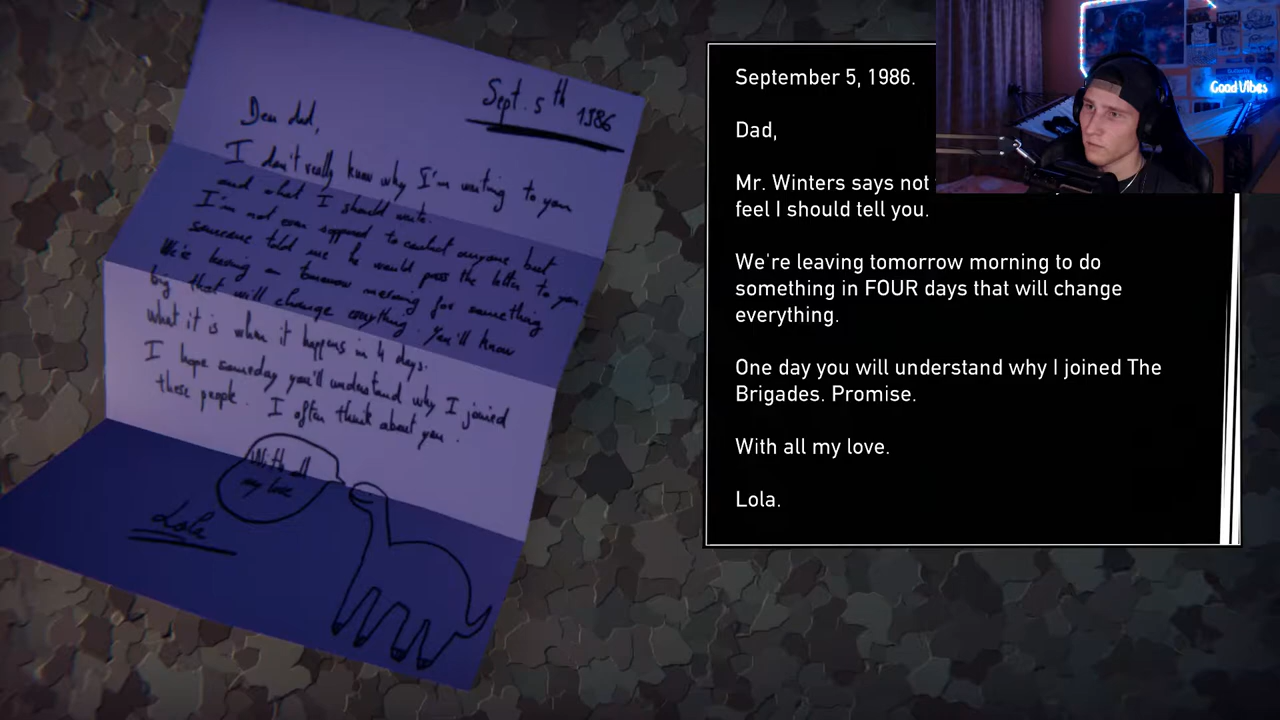 Sept. 5th 1986
Dear dad,
I don't really know why I'm writing to you
and what I should write.
I'm not even supposed to contact anyone but
someone told me he would pass the letter to you
We're leaving on tomorrow morning for something
big that will change everything. You'll know
what it is when it happens in 4 days.
I hope someday you'll understand why I joined
these people. I often think about you.
With all
my love
Lola
September 5, 1986.
Dad,
Mr. Winters says not
feel I should tell you.
We're leaving tomorrow morning to do
something in FOUR days that will change
everything.
One day you will understand why I joined The
Brigades. Promise.
With all my love.
Lola.
Good Vibes